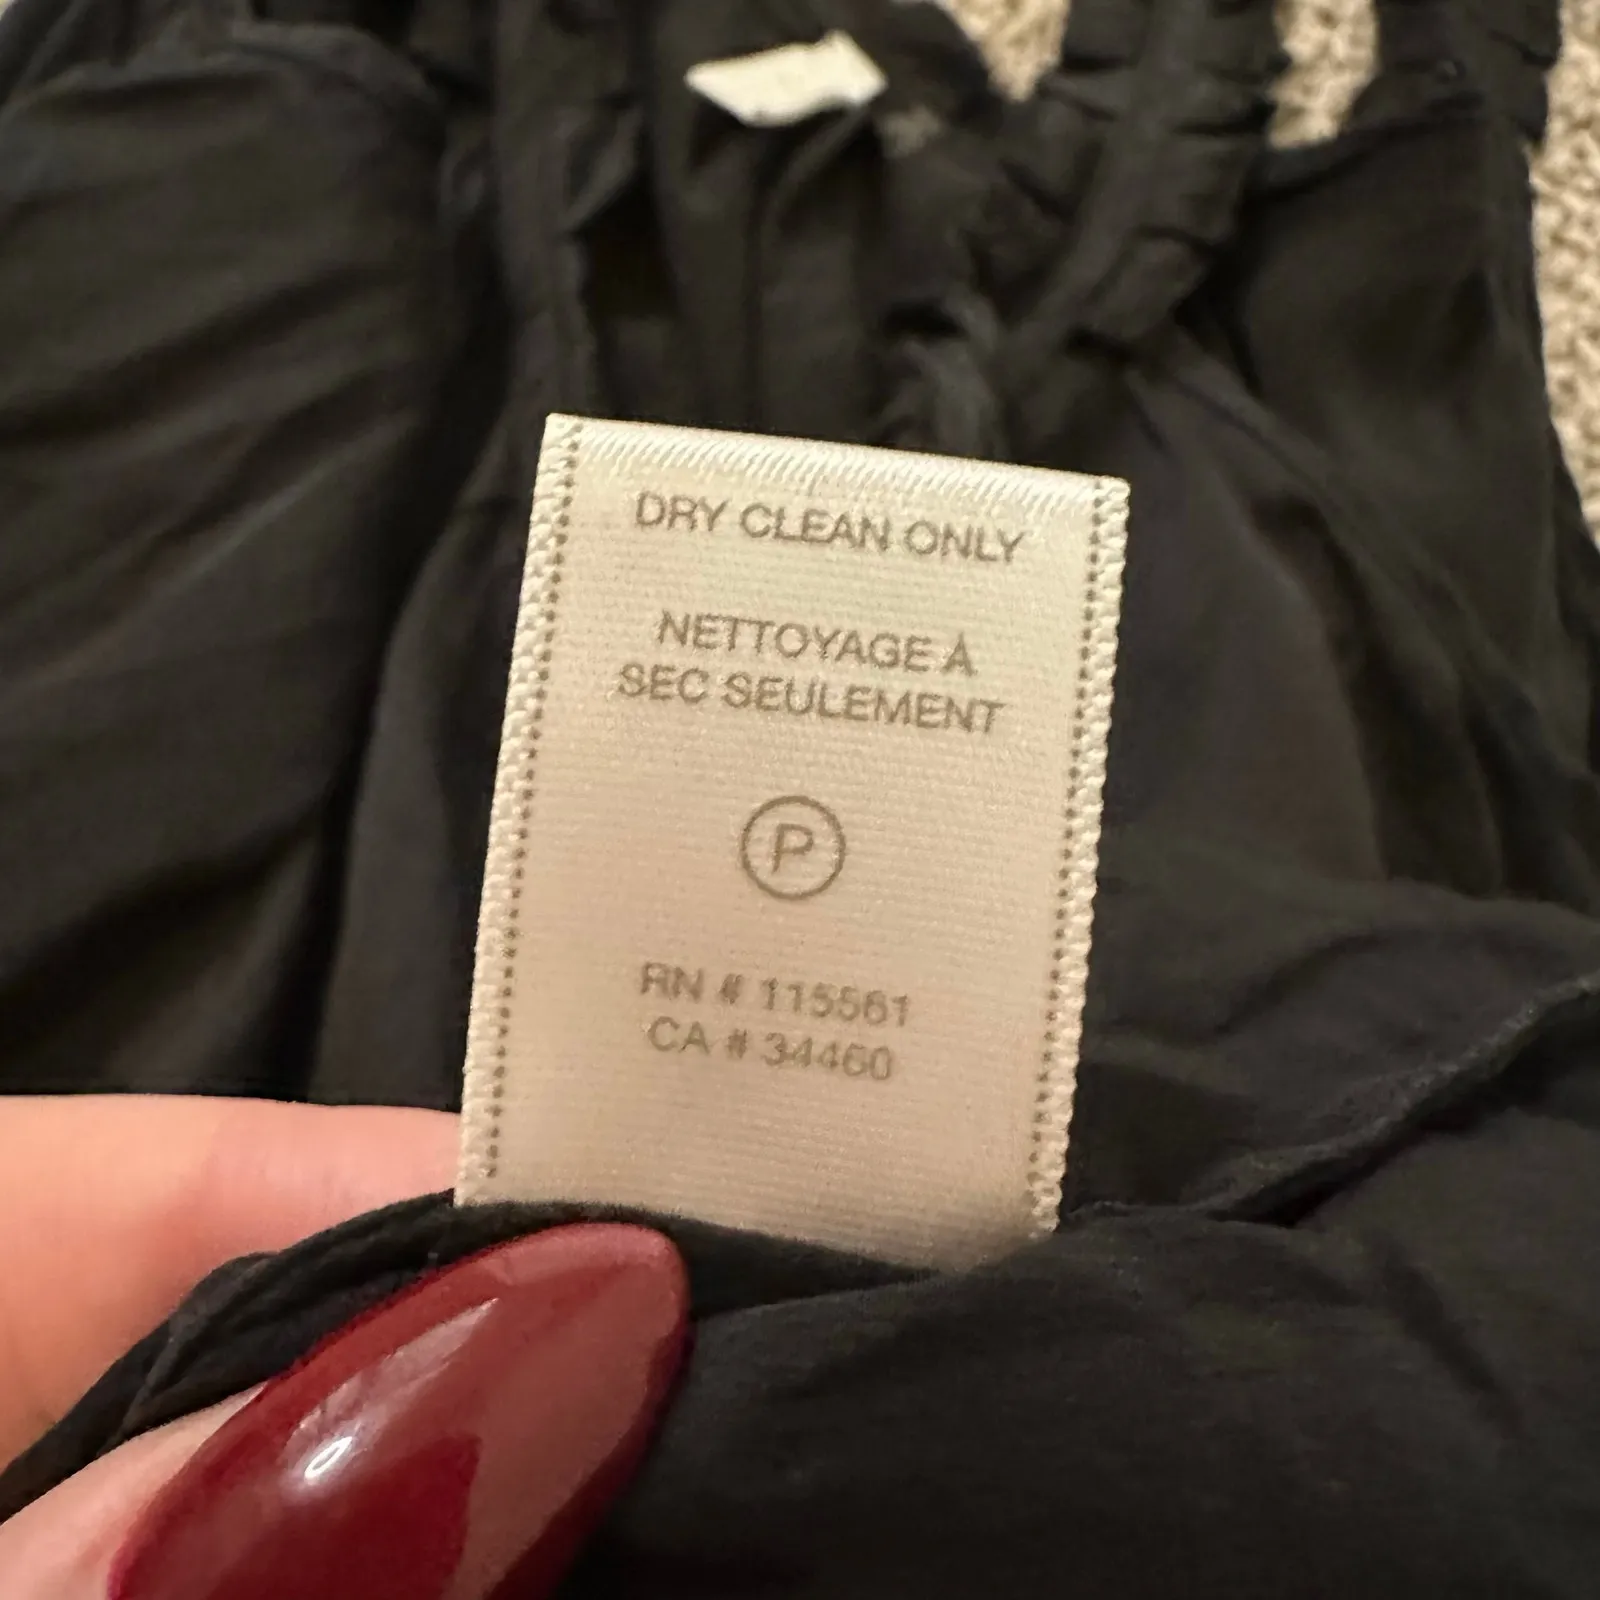 DRY CLEAN ONLY
NETTOYAGE À
SEC SEULEMENT
P
RN # 115561
CA # 34460